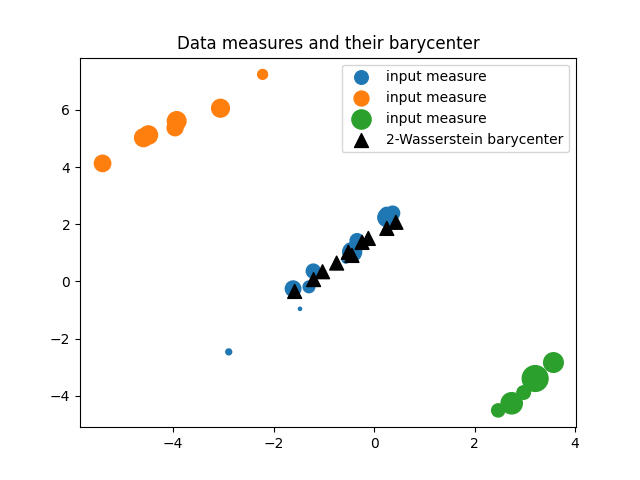 Data measures and their barycenter
input measure
input measure
input measure
2-Wasserstein barycenter
6
4
2
0
−2
−4
−4
−2
0
2
4